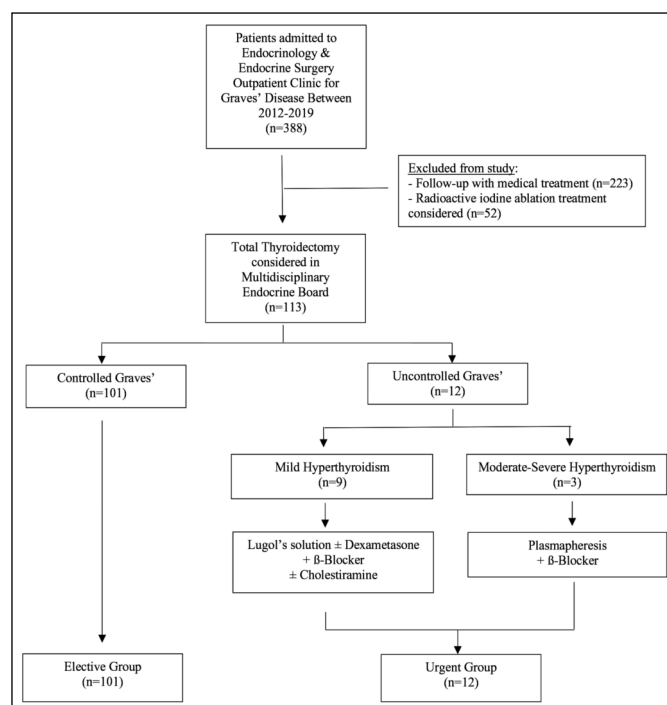 Patients admitted to
Endocrinology &
Endocrine Surgery
Outpatient Clinic for
Graves' Disease Between
2012-2019
(n=388)
Excluded from study:
- Follow-up with medical treatment (n=223)
- Radioactive iodine ablation treatment
considered (n=52)
Total Thyroidectomy
considered in
Multidisciplinary
Endocrine Board
(n=113)
Controlled Graves'
(n=101)
Uncontrolled Graves'
(n=12)
Mild Hyperthyroidism
(n=9)
Moderate-Severe Hyperthyroidism
(n=3)
Lugol's solution ± Dexametasone
+ ß-Blocker
± Cholestiramine
Plasmapheresis
+ ß-Blocker
Elective Group
(n=101)
Urgent Group
(n=12)